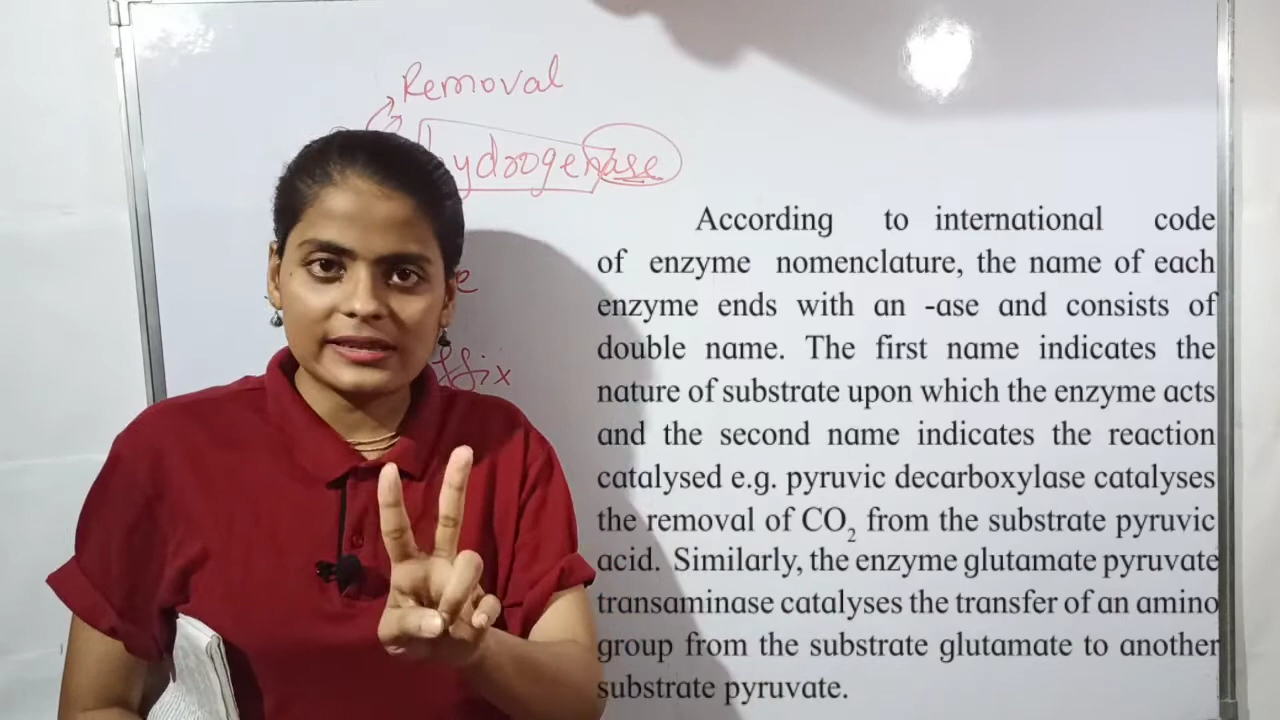 Removal
hydrogenase
According to international code
of enzyme nomenclature, the name of each
enzyme ends with an -ase and consists of
double name. The first name indicates the
nature of substrate upon which the enzyme acts
and the second name indicates the reaction
catalysed e.g. pyruvic decarboxylase catalyses
the removal of CO₂ from the substrate pyruvic
acid. Similarly, the enzyme glutamate pyruvate
transaminase catalyses the transfer of an amino
group from the substrate glutamate to another
substrate pyruvate.